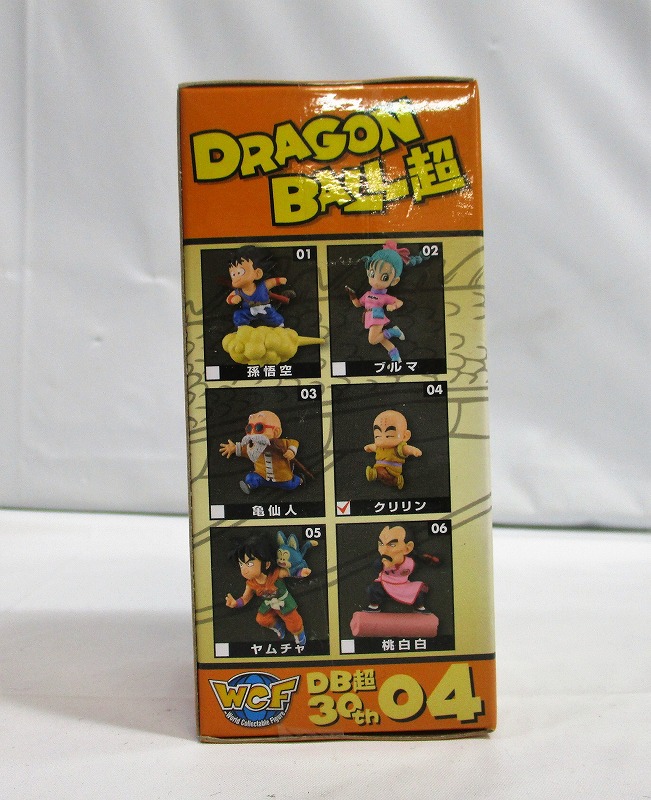 DRAGON
BALL超
01
孫悟空
02
ブルマ
03
亀仙人
04
クリリン
05
ヤムチャ
06
桃白白
WCF
World Collectable Figure
DB超
30th
04